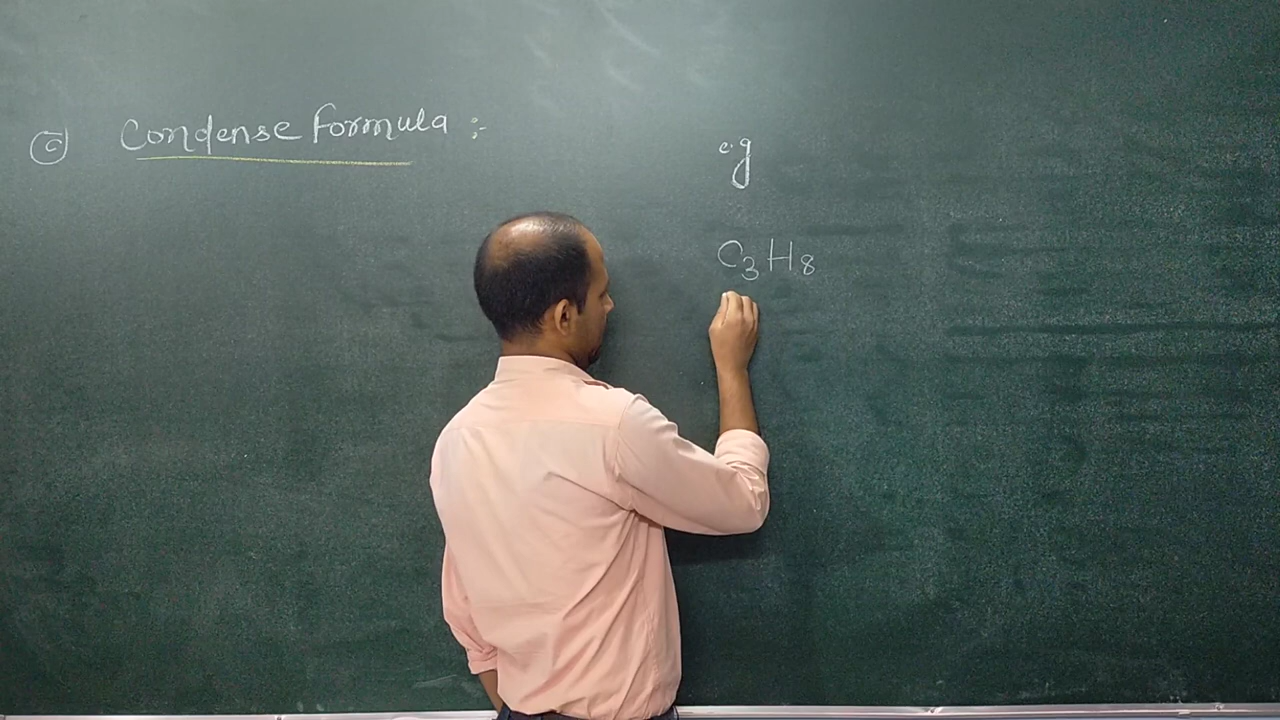 (c) Condense Formula :-
e.g
C₃H₈